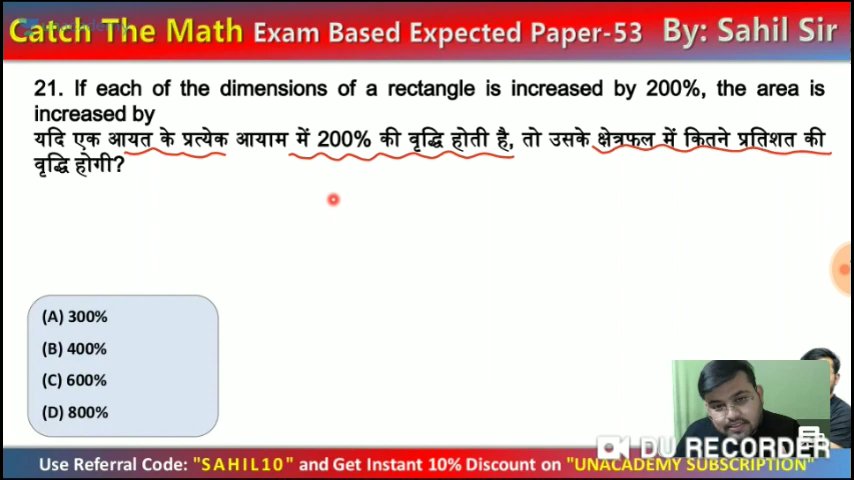 Catch The Math Exam Based Expected Paper-53 By: Sahil Sir
21. If each of the dimensions of a rectangle is increased by 200%, the area is
increased by
यदि एक आयत के प्रत्येक आयाम में 200% की वृद्धि होती है, तो उसके क्षेत्रफल में कितने प्रतिशत की
वृद्धि होगी?
(A) 300%
(B) 400%
(C) 600%
(D) 800%
DU RECORDER
Use Referral Code: "SAHIL10" and Get Instant 10% Discount on "UNACADEMY SUBSCRIPTION"